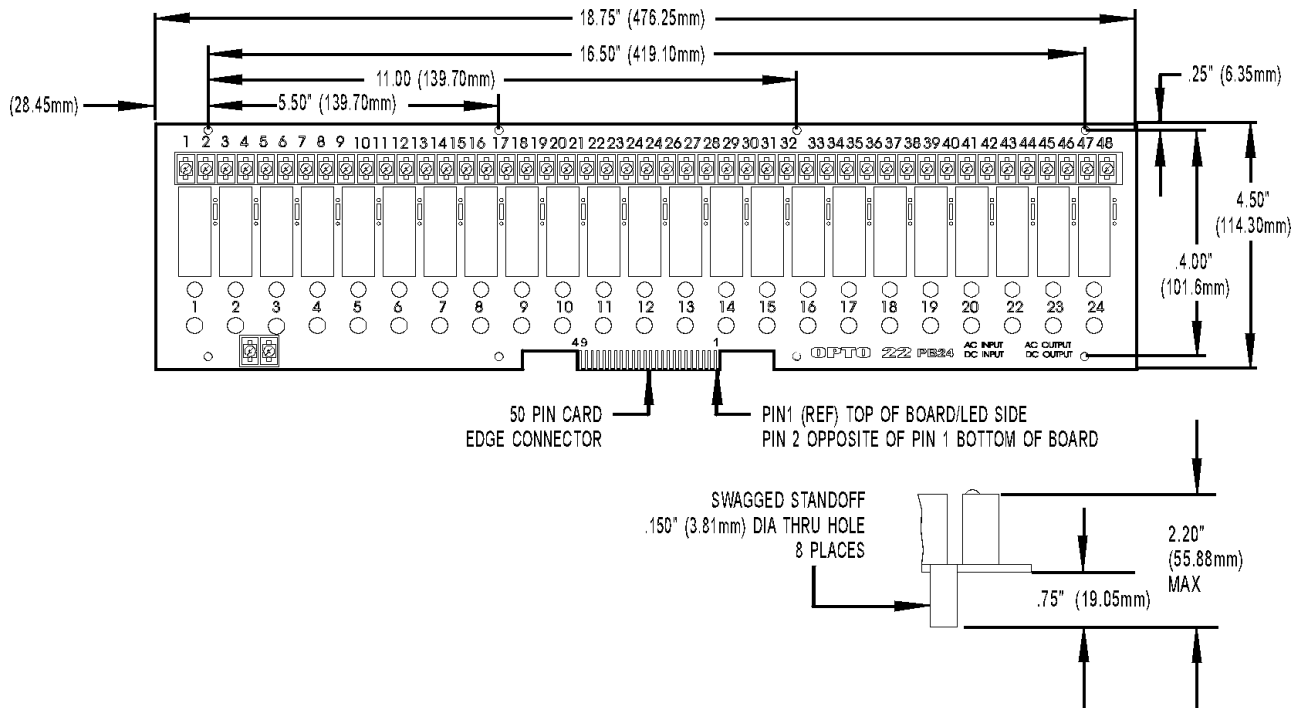 18.75" (476.25mm)
16.50" (419.10mm)
11.00 (139.70mm)
5.50" (139.70mm)
(28.45mm)
.25" (6.35mm)
1 2 3 4 5 6 7 8 9 10 11 12 13 14 15 16 17 18 19 20 21 22 23 24 24 26 27 28 29 30 31 32 33 34 35 36 37 38 39 40 41 42 43 44 45 46 47 48
4.50"
(114.30mm)
.4.00"
(101.6mm)
1 2 3 4 5 6 7 8 9 10 11 12 13 14 15 16 17 18 19 20 22 23 24
49 1
OPTO 22 PB24
AC INPUT AC OUTPUT
DC INPUT DC OUTPUT
50 PIN CARD
EDGE CONNECTOR
PIN1 (REF) TOP OF BOARD/LED SIDE
PIN 2 OPPOSITE OF PIN 1 BOTTOM OF BOARD
SWAGGED STANDOFF
.150" (3.81mm) DIA THRU HOLE
8 PLACES
2.20"
(55.88mm)
MAX
.75" (19.05mm)